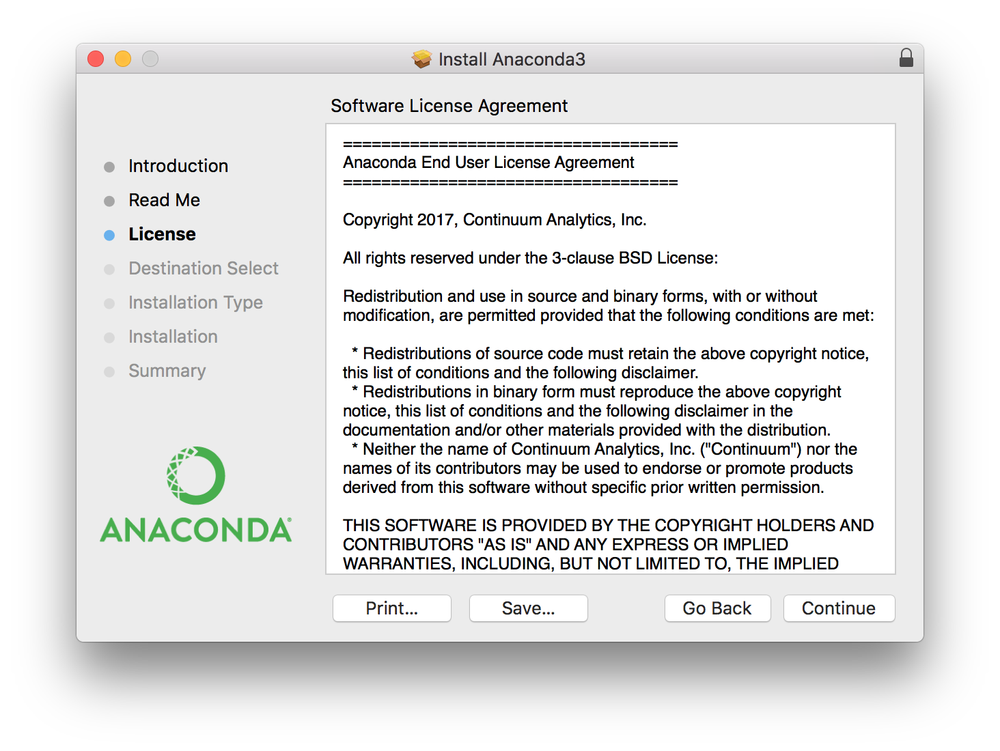 Install Anaconda3
Software License Agreement
Introduction
Read Me
License
Destination Select
Installation Type
Installation
Summary
ANACONDA®
===================================
Anaconda End User License Agreement
===================================
Copyright 2017, Continuum Analytics, Inc.
All rights reserved under the 3-clause BSD License:
Redistribution and use in source and binary forms, with or without
modification, are permitted provided that the following conditions are met:
* Redistributions of source code must retain the above copyright notice,
this list of conditions and the following disclaimer.
* Redistributions in binary form must reproduce the above copyright
notice, this list of conditions and the following disclaimer in the
documentation and/or other materials provided with the distribution.
* Neither the name of Continuum Analytics, Inc. ("Continuum") nor the
names of its contributors may be used to endorse or promote products
derived from this software without specific prior written permission.
THIS SOFTWARE IS PROVIDED BY THE COPYRIGHT HOLDERS AND
CONTRIBUTORS "AS IS" AND ANY EXPRESS OR IMPLIED
WARRANTIES, INCLUDING, BUT NOT LIMITED TO, THE IMPLIED
Print...
Save...
Go Back
Continue